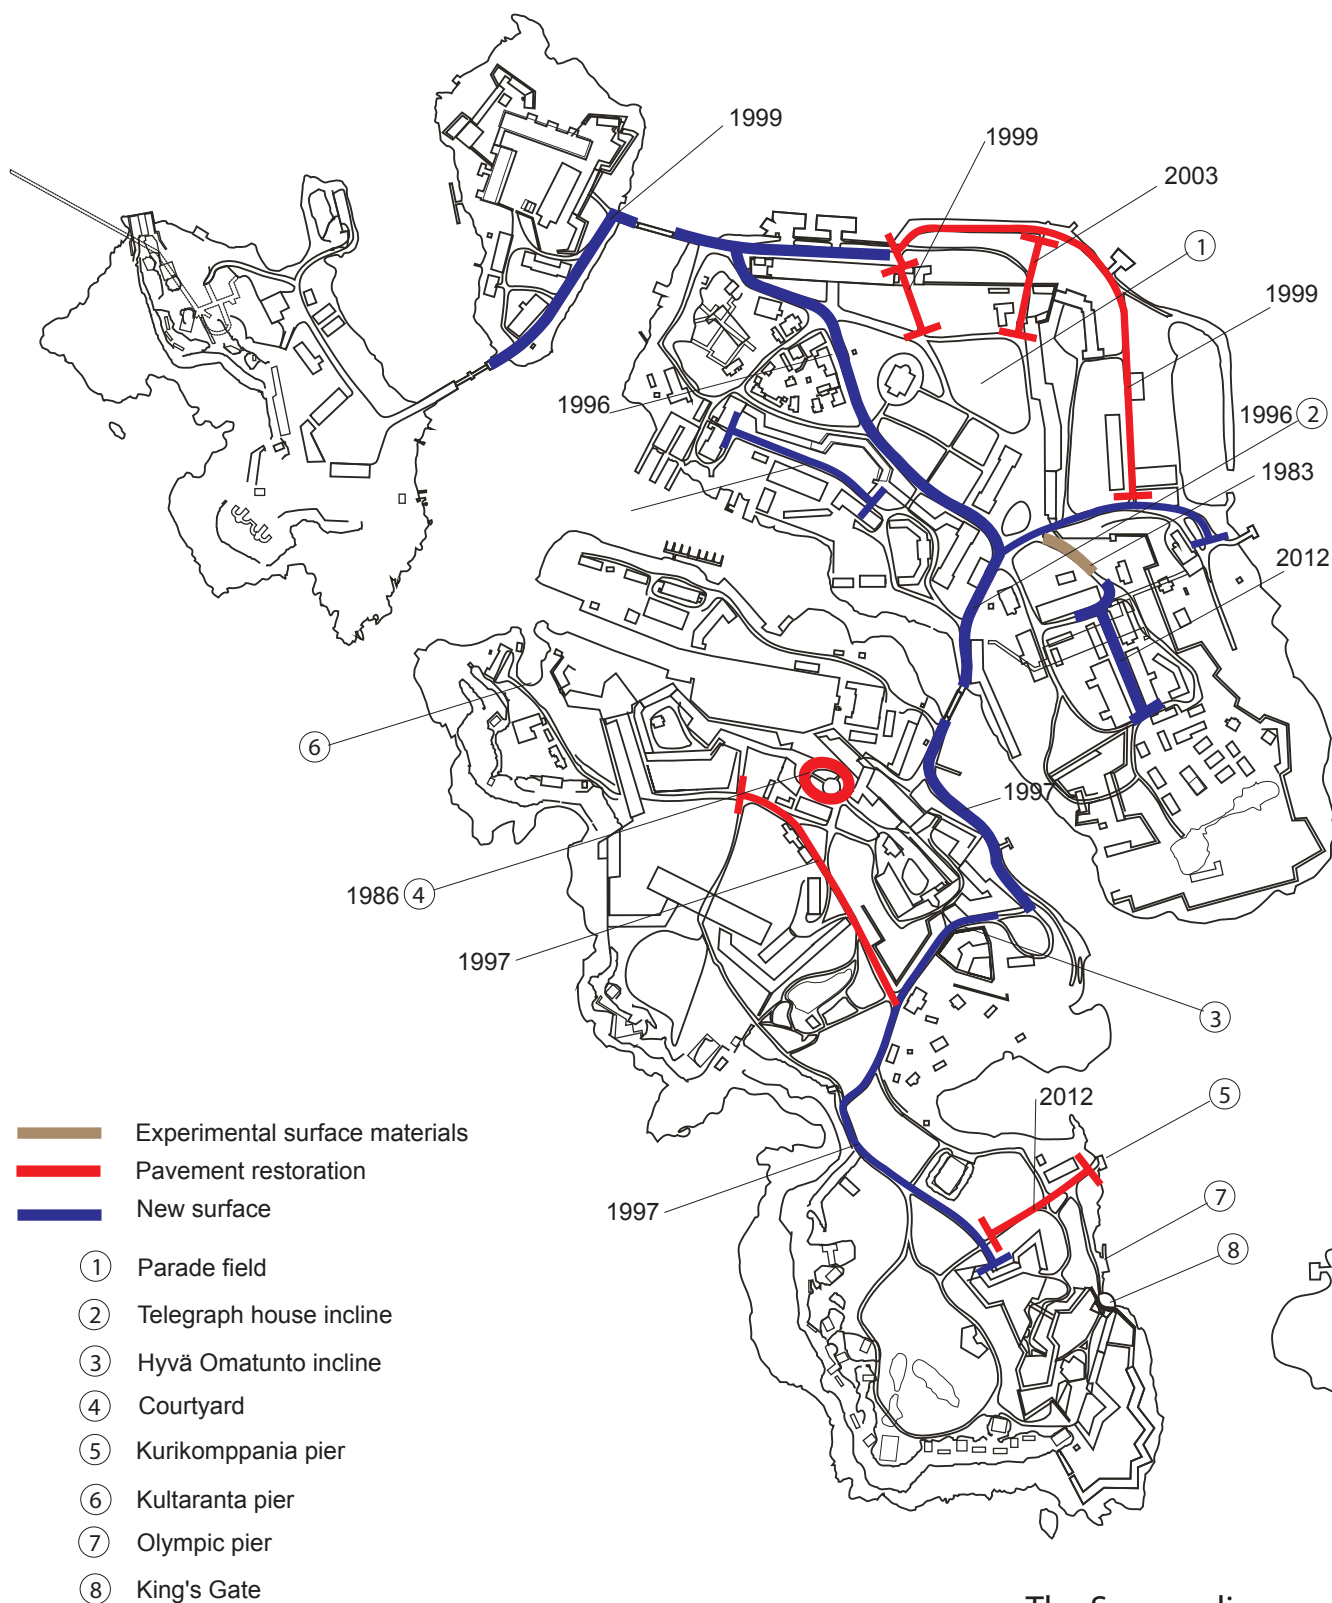 1999
1999
2003
①
1999
1996
1996 ②
1983
2012
⑥
1997
1986 ④
1997
③
2012
⑤
1997
⑦
⑧
Experimental surface materials
Pavement restoration
New surface
① Parade field
② Telegraph house incline
③ Hyvä Omatunto incline
④ Courtyard
⑤ Kurikomppania pier
⑥ Kultaranta pier
⑦ Olympic pier
⑧ King's Gate